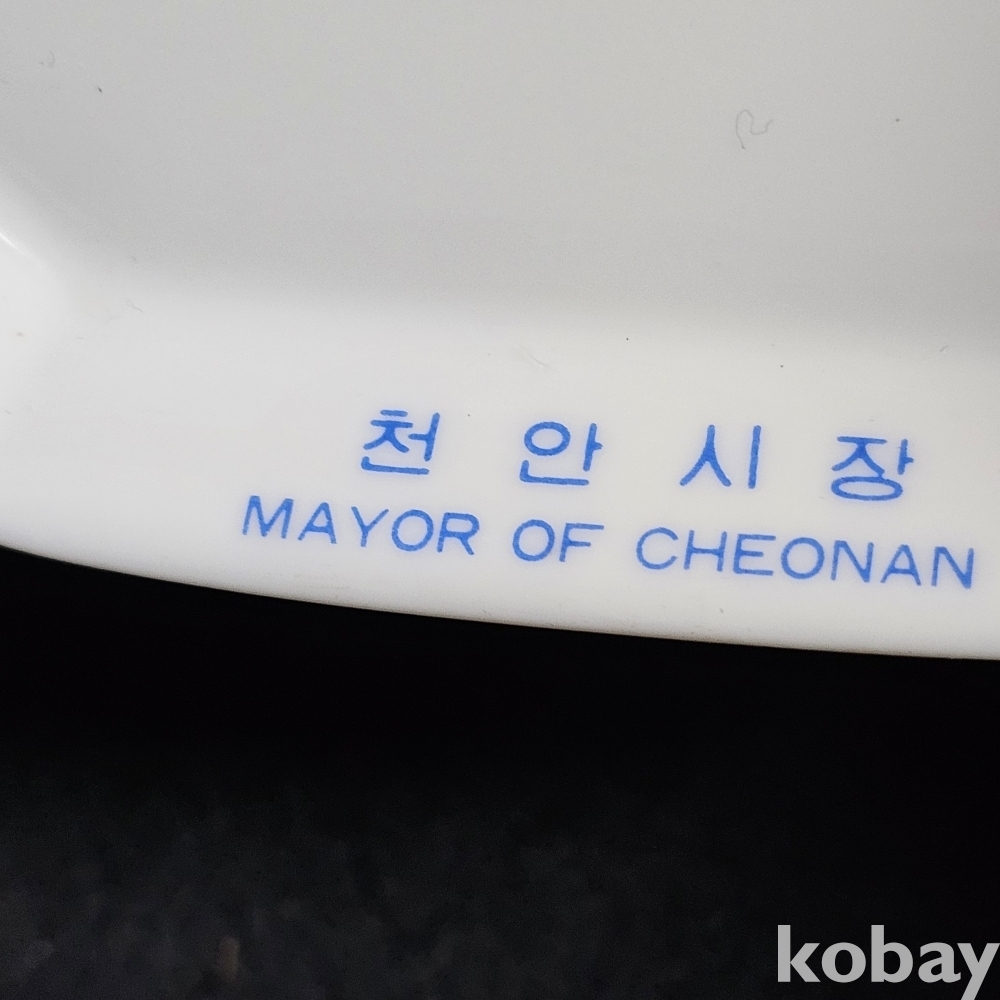 천 안 시 장
MAYOR OF CHEONAN
kobay